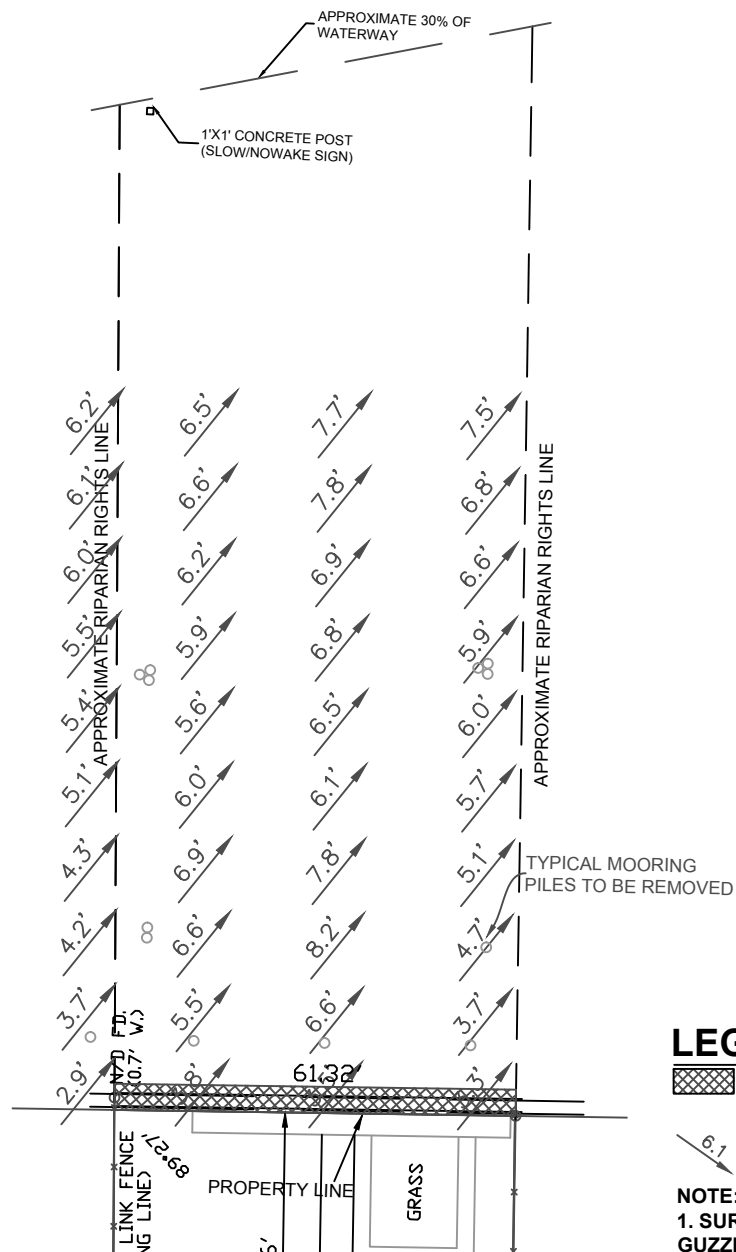 APPROXIMATE 30% OF
WATERWAY
1'X1' CONCRETE POST
(SLOW/NOWAKE SIGN)
6.2' 6.5' 7.7' 7.5'
6.1' 6.6' 7.8' 6.8'
6.0' 6.2' 6.9' 6.6'
5.5' 5.9' 6.8' 5.9'
5.4' 5.6' 6.5' 6.0'
5.1' 6.0' 6.1' 5.7'
4.3' 6.9' 7.8' 5.1'
4.2' 6.6' 8.2' 4.7'
3.7' 5.5' 6.6' 3.7'
2.9'
APPROXIMATE RIPARIAN RIGHTS LINE
APPROXIMATE RIPARIAN RIGHTS LINE
TYPICAL MOORING
PILES TO BE REMOVED
N/D FD.
(0.7' W.)
61.32'
89°27'
LINK FENCE
PROPERTY LINE
GRASS
6.1
NOTE:
1.